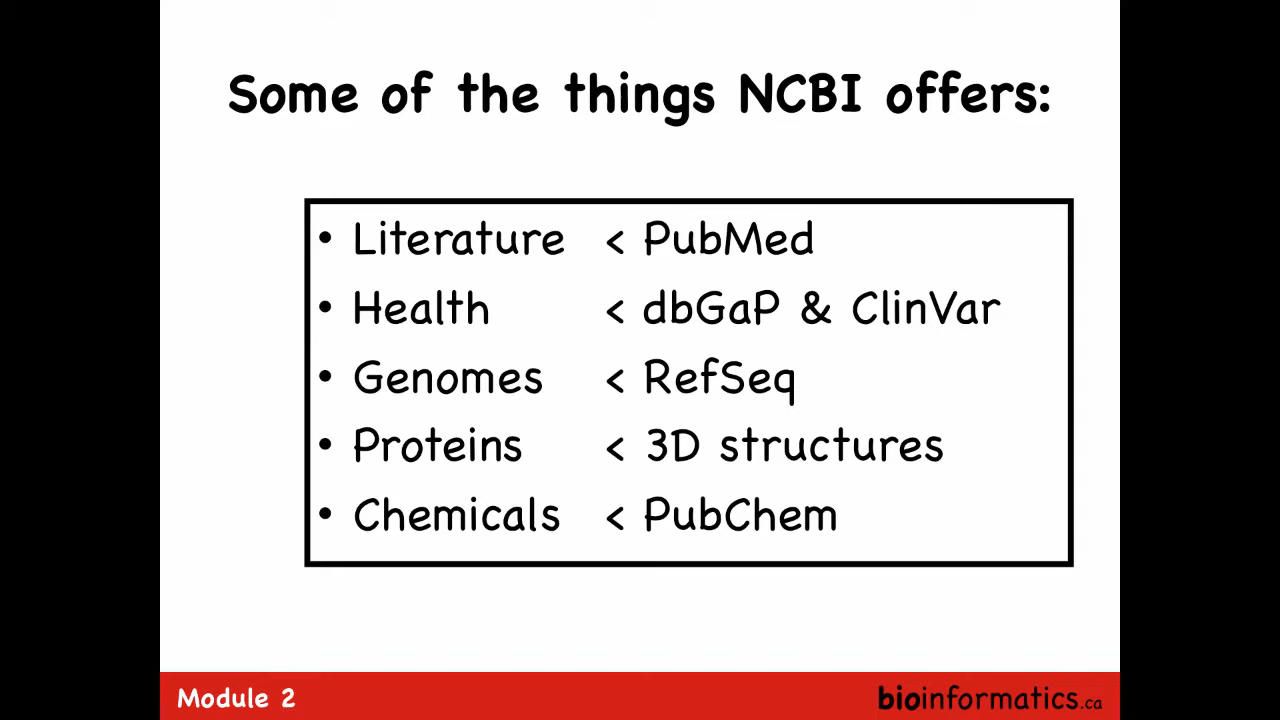 Some of the things NCBI offers:
• Literature < PubMed
• Health < dbGaP & ClinVar
• Genomes < RefSeq
• Proteins < 3D structures
• Chemicals < PubChem
Module 2
bioinformatics.ca